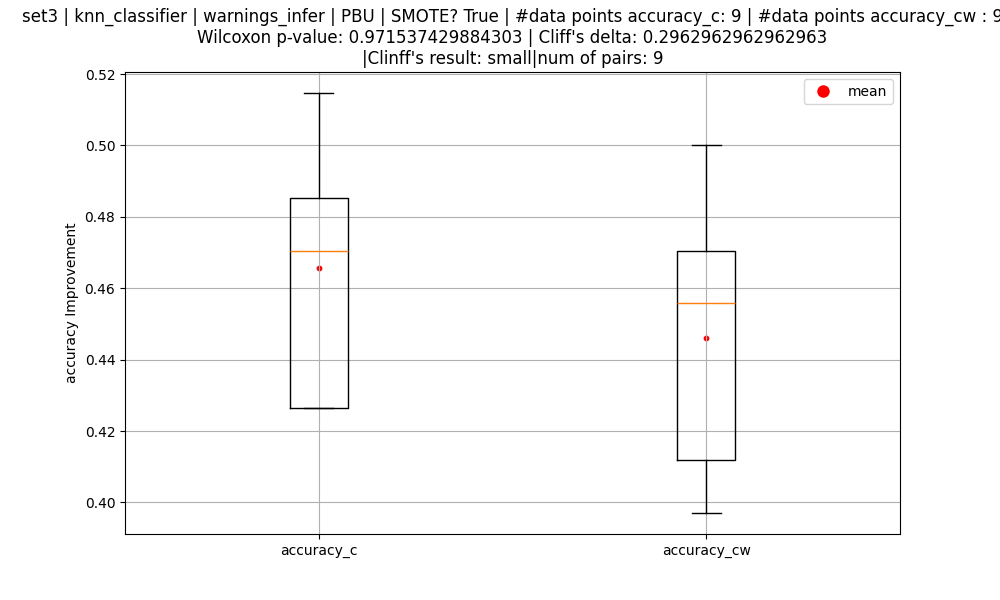 set3 | knn_classifier | warnings_infer | PBU | SMOTE? True | #data points accuracy_c: 9 | #data points accuracy_cw : 9
Wilcoxon p-value: 0.971537429884303 | Cliff's delta: 0.2962962962962963
|Clinff's result: small|num of pairs: 9
mean
0.52
0.50
0.48
0.46
0.44
0.42
0.40
accuracy Improvement
accuracy_c
accuracy_cw